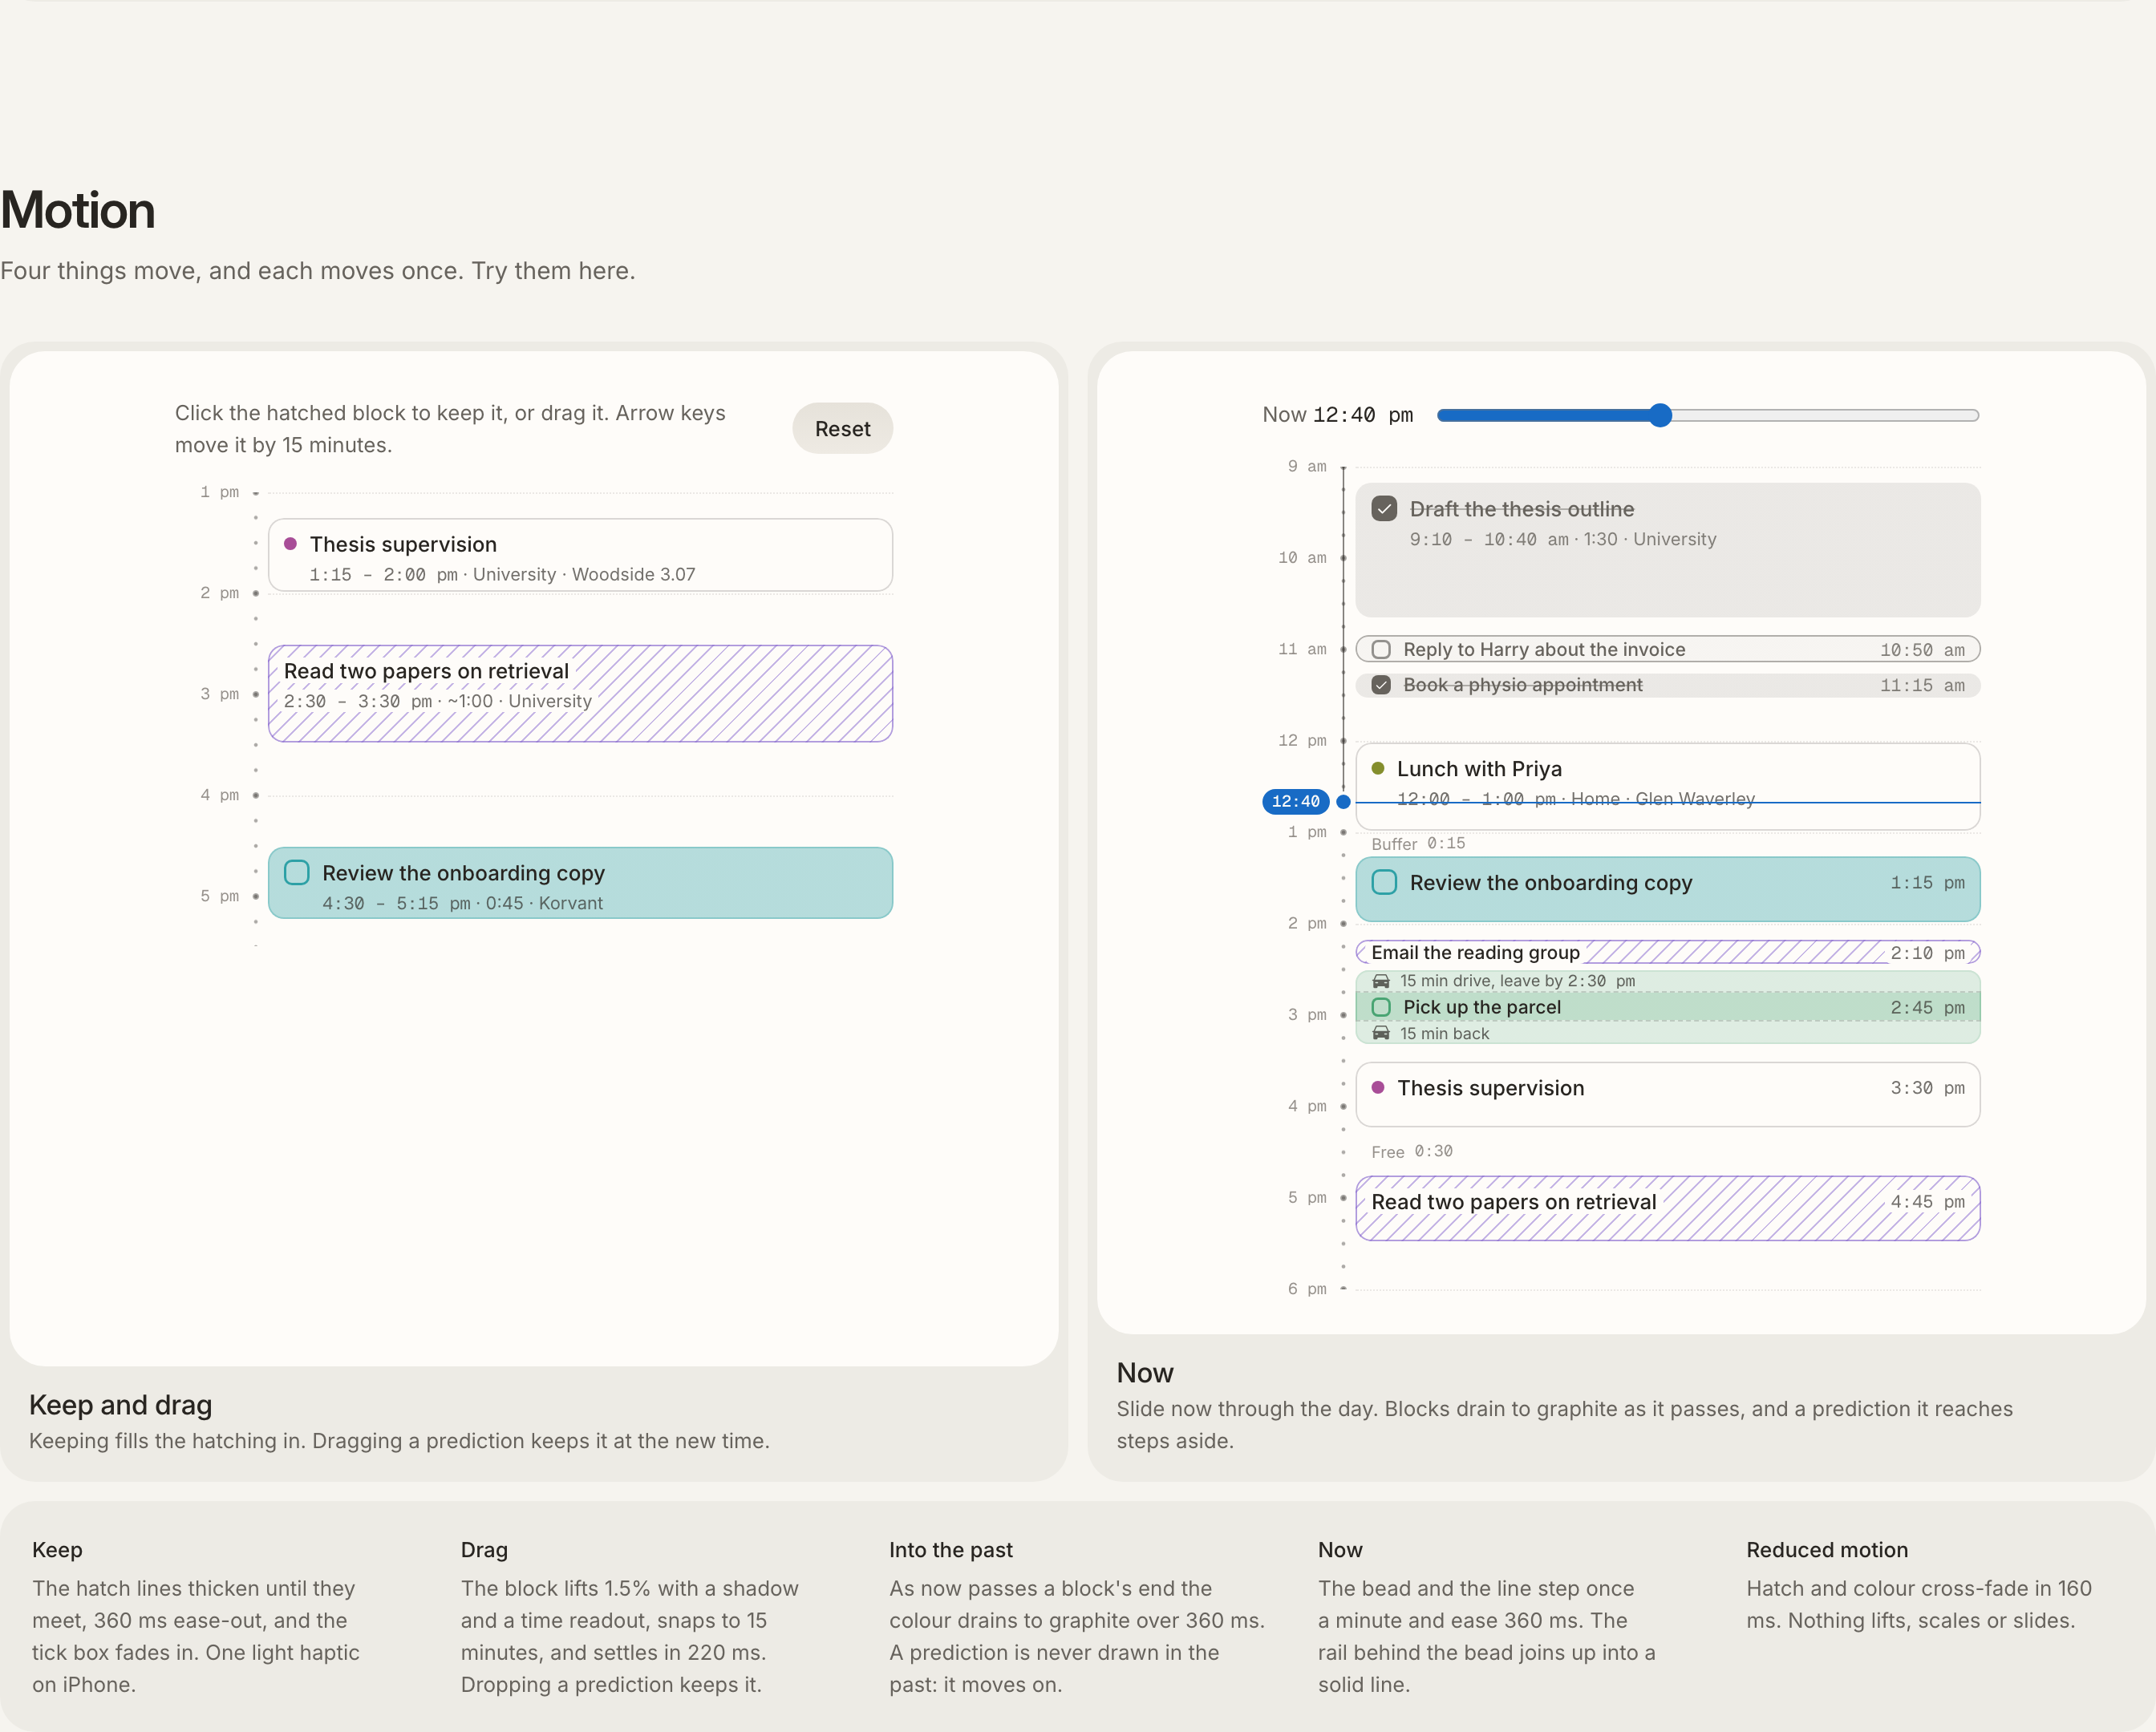 Motion
Four things move, and each moves once. Try them here.
Click the hatched block to keep it, or drag it. Arrow keys
move it by 15 minutes.
Reset
1 pm
Thesis supervision
1:15 – 2:00 pm · University · Woodside 3.07
2 pm
Read two papers on retrieval
3 pm
2:30 – 3:30 pm · ~1:00 · University
4 pm
Review the onboarding copy
5 pm
4:30 – 5:15 pm · 0:45 · Korvant
Keep and drag
Keeping fills the hatching in. Dragging a prediction keeps it at the new time.
Now 12:40 pm
9 am
Draft the thesis outline
9:10 – 10:40 am · 1:30 · University
10 am
11 am
Reply to Harry about the invoice 10:50 am
Book a physio appointment 11:15 am
12 pm
Lunch with Priya
12:00 – 1:00 pm · Home · Glen Waverley
12:40
1 pm
Buffer 0:15
Review the onboarding copy 1:15 pm
2 pm
Email the reading group 2:10 pm
15 min drive, leave by 2:30 pm
Pick up the parcel 2:45 pm
3 pm
15 min back
Thesis supervision 3:30 pm
4 pm
Free 0:30
5 pm
Read two papers on retrieval 4:45 pm
6 pm
Now
Slide now through the day. Blocks drain to graphite as it passes, and a prediction it reaches
steps aside.
Keep
The hatch lines thicken until they
meet, 360 ms ease-out, and the
tick box fades in. One light haptic
on iPhone.
Drag
The block lifts 1.5% with a shadow
and a time readout, snaps to 15
minutes, and settles in 220 ms.
Dropping a prediction keeps it.
Into the past
As now passes a block's end the
colour drains to graphite over 360 ms.
A prediction is never drawn in the
past: it moves on.
Now
The bead and the line step once
a minute and ease 360 ms. The
rail behind the bead joins up into a
solid line.
Reduced motion
Hatch and colour cross-fade in 160
ms. Nothing lifts, scales or slides.